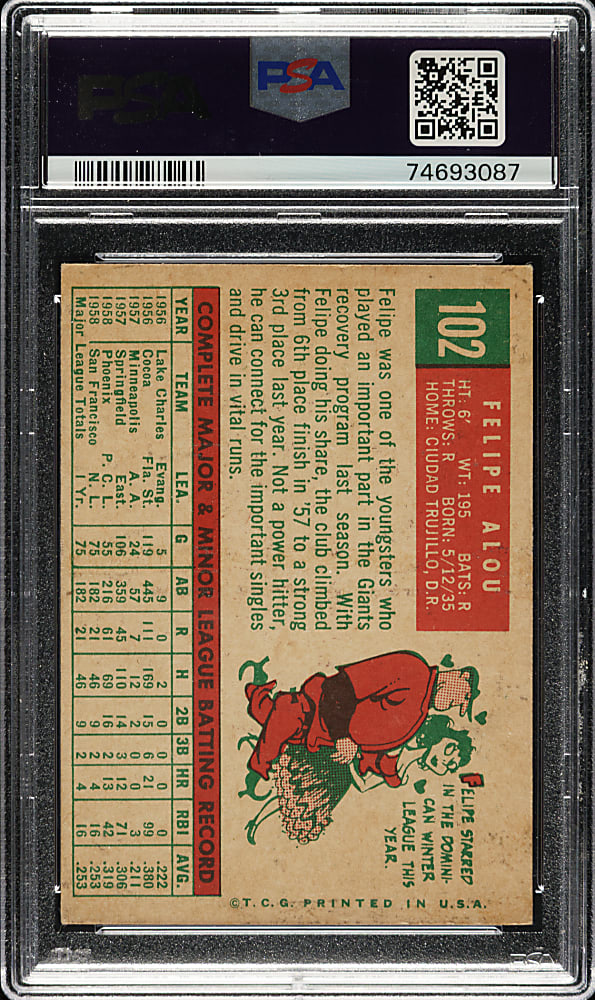 PSA
PSA
74693087
102
FELIPE ALOU
HT: 6' WT: 195 BATS: R
THROWS: R BORN: 5/12/35
HOME: CIUDAD TRUJILLO, D.R.
Felipe was one of the youngsters who
played an important part in the Giants
recovery program last season. With
Felipe doing his share, the club climbed
from 6th place finish in '57 to a strong
3rd place last year. Not a power hitter,
he can connect for the important singles
and drive in vital runs.
FELIPE STARRED
IN THE DOMINI-
CAN WINTER
LEAGUE THIS
YEAR.
COMPLETE MAJOR & MINOR LEAGUE BATTING RECORD
YEAR TEAM LEA. G AB R H 2B 3B HR RBI AVG.
1956 Lake Charles Evang. 5 9 0 2 0 0 0 0 .222
1956 Cocoa Fla. St. 119 445 111 169 15 6 21 99 .380
1957 Minneapolis A. A. 24 57 7 12 2 0 0 3 .211
1957 Springfield East. 106 359 45 110 14 3 12 71 .306
1958 Phoenix P. C. L. 55 216 61 69 16 2 13 42 .319
1958 San Francisco N. L. 75 182 21 46 9 2 4 16 .253
Major League Totals 1 Yr. 75 182 21 46 9 2 4 16 .253
©T.C.G. PRINTED IN U.S.A.
PSA